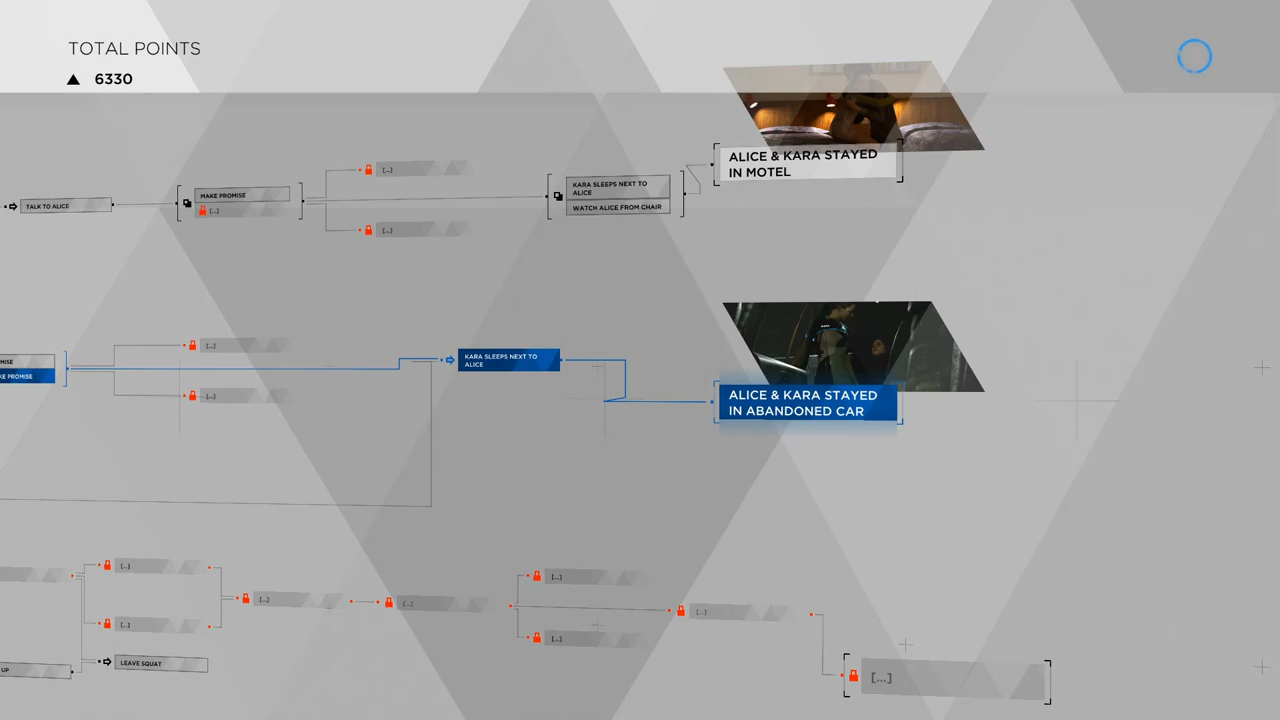 TOTAL POINTS
6330
ALICE & KARA STAYED
IN MOTEL
[...]
KARA SLEEPS NEXT TO
ALICE
MAKE PROMISE
TALK TO ALICE
WATCH ALICE FROM CHAIR
[...]
[...]
[...]
MISE
KE PROMISE
KARA SLEEPS NEXT TO
ALICE
[...]
ALICE & KARA STAYED
IN ABANDONED CAR
[...]
[...]
[...]
[...]
[...]
[...]
[...]
[...]
LEAVE SQUAT
UP
[...]